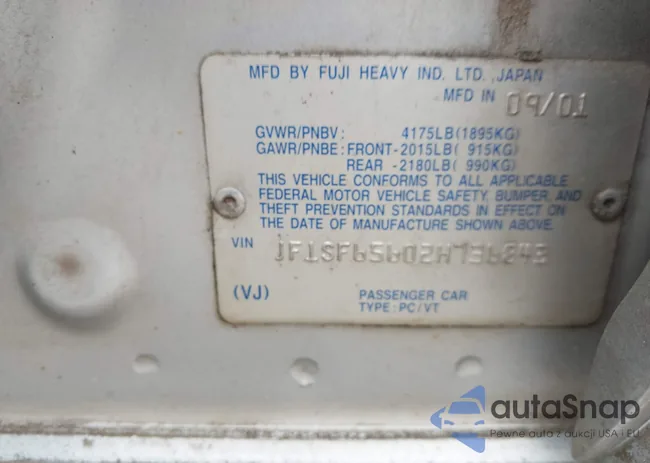 MFD BY FUJI HEAVY IND. LTD. JAPAN
MFD IN 09/01
GVWR/PNBV: 4175LB(1895KG)
GAWR/PNBE: FRONT-2015LB( 915KG)
REAR -2180LB( 990KG)
THIS VEHICLE CONFORMS TO ALL APPLICABLE
FEDERAL MOTOR VEHICLE SAFETY, BUMPER, AND
THEFT PREVENTION STANDARDS IN EFFECT ON
THE DATE OF MANUFACTURE SHOWN ABOVE.
VIN
(VJ) PASSENGER CAR
TYPE: PC/VT
autaSnap
Pewne auta z aukcji USA i EU